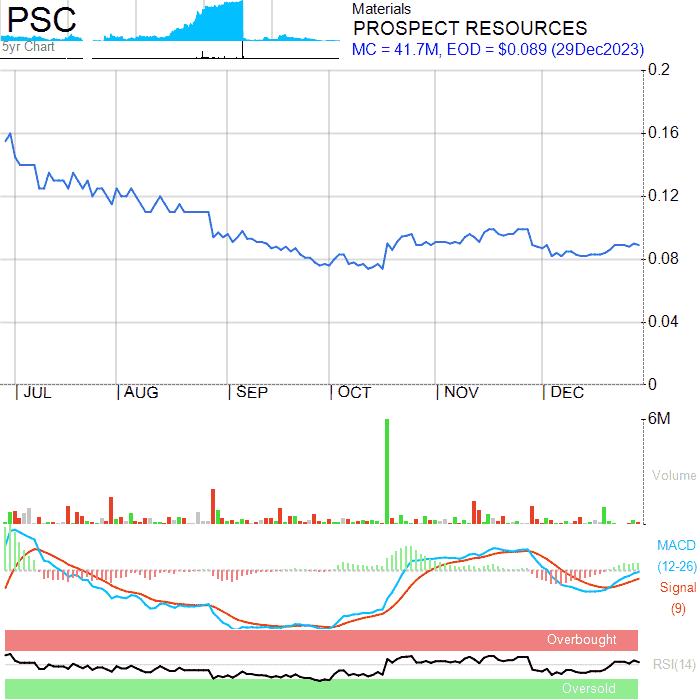 PSC
5yr Chart
Materials
PROSPECT RESOURCES
MC = 41.7M, EOD = $0.089 (29Dec2023)
0.2
0.16
0.12
0.08
0.04
0
JUL AUG SEP OCT NOV DEC
6M
Volume
MACD
(12-26)
Signal
(9)
Overbought
RSI(14)
Oversold